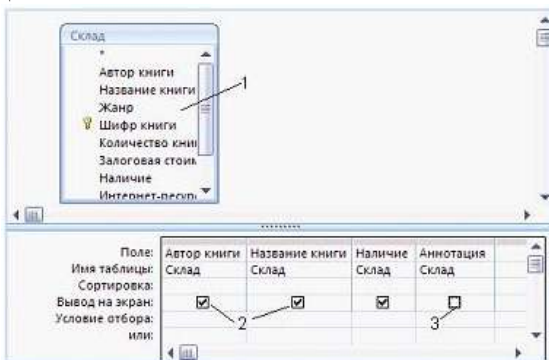 Склад
*
Автор книги
Название книги
1
Жанр
Шифр книги
Количество книг
Залоговая стоим
Наличие
Интернет-ресурс
Поле: Автор книги Название книги Наличие Аннотация
Имя таблицы: Склад Склад Склад Склад
Сортировка:
Вывод на экран:
Условие отбора: 2 3
или: